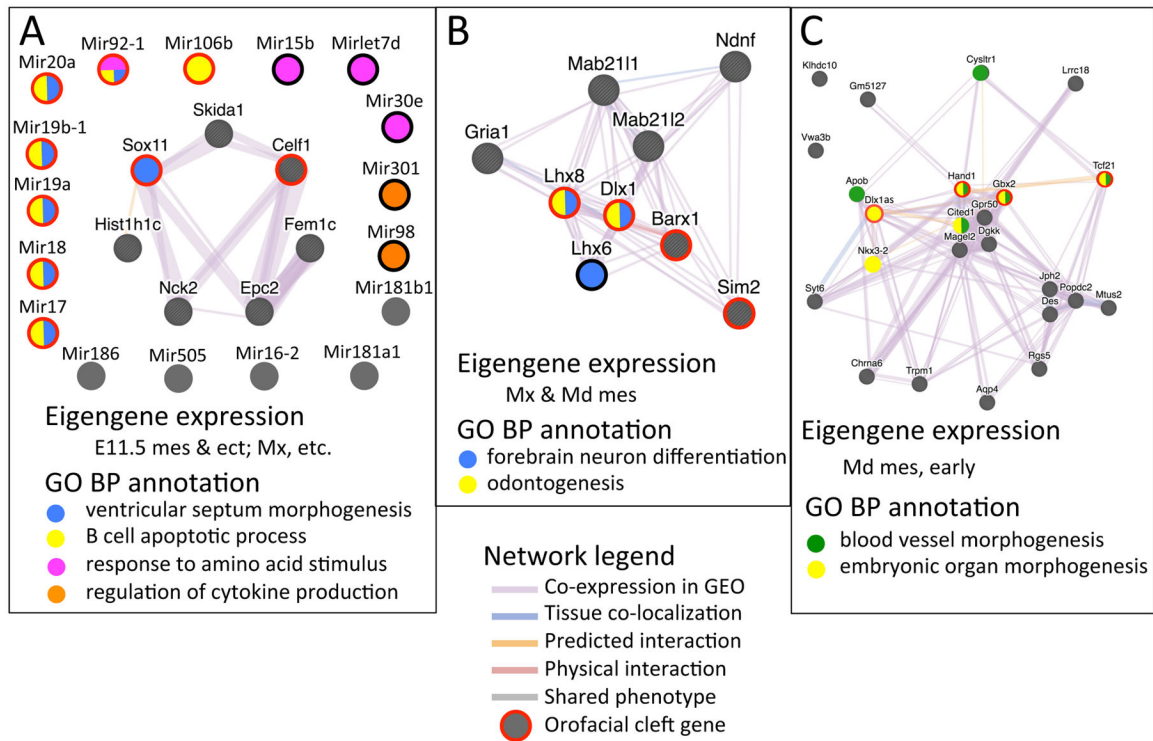 A
Mir92-1
Mir106b
Mir15b
Mirlet7d
Mir20a
Mir30e
Skida1
Mir19b-1
Sox11
Celf1
Mir301
Mir19a
Hist1h1c
Fem1c
Mir98
Mir18
Nck2
Epc2
Mir181b1
Mir17
Mir186
Mir505
Mir16-2
Mir181a1
Eigengene expression
E11.5 mes & ect; Mx, etc.
GO BP annotation
ventricular septum morphogenesis
B cell apoptotic process
response to amino acid stimulus
regulation of cytokine production
B
Ndnf
Mab21l1
Mab21l2
Gria1
Lhx8
Dlx1
Barx1
Lhx6
Sim2
Eigengene expression
Mx & Md mes
GO BP annotation
forebrain neuron differentiation
odontogenesis
C
Klhdc10
Cysltr1
Lrrc18
Gm5127
Vwa3b
Tcf21
Apob
Hand1
Gbx2
Dlx1as
Gpr50
Cited1
Dgkk
Magel2
Nkx3-2
Jph2
Syt6
Popdc2
Mtus2
Des
Rgs5
Chrna6
Trpm1
Aqp4
Eigengene expression
Md mes, early
GO BP annotation
blood vessel morphogenesis
embryonic organ morphogenesis
Network legend
Co-expression in GEO
Tissue co-localization
Predicted interaction
Physical interaction
Shared phenotype
Orofacial cleft gene